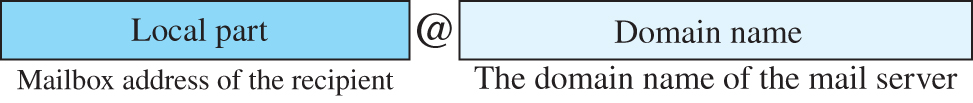 Local part @ Domain name
Mailbox address of the recipient The domain name of the mail server